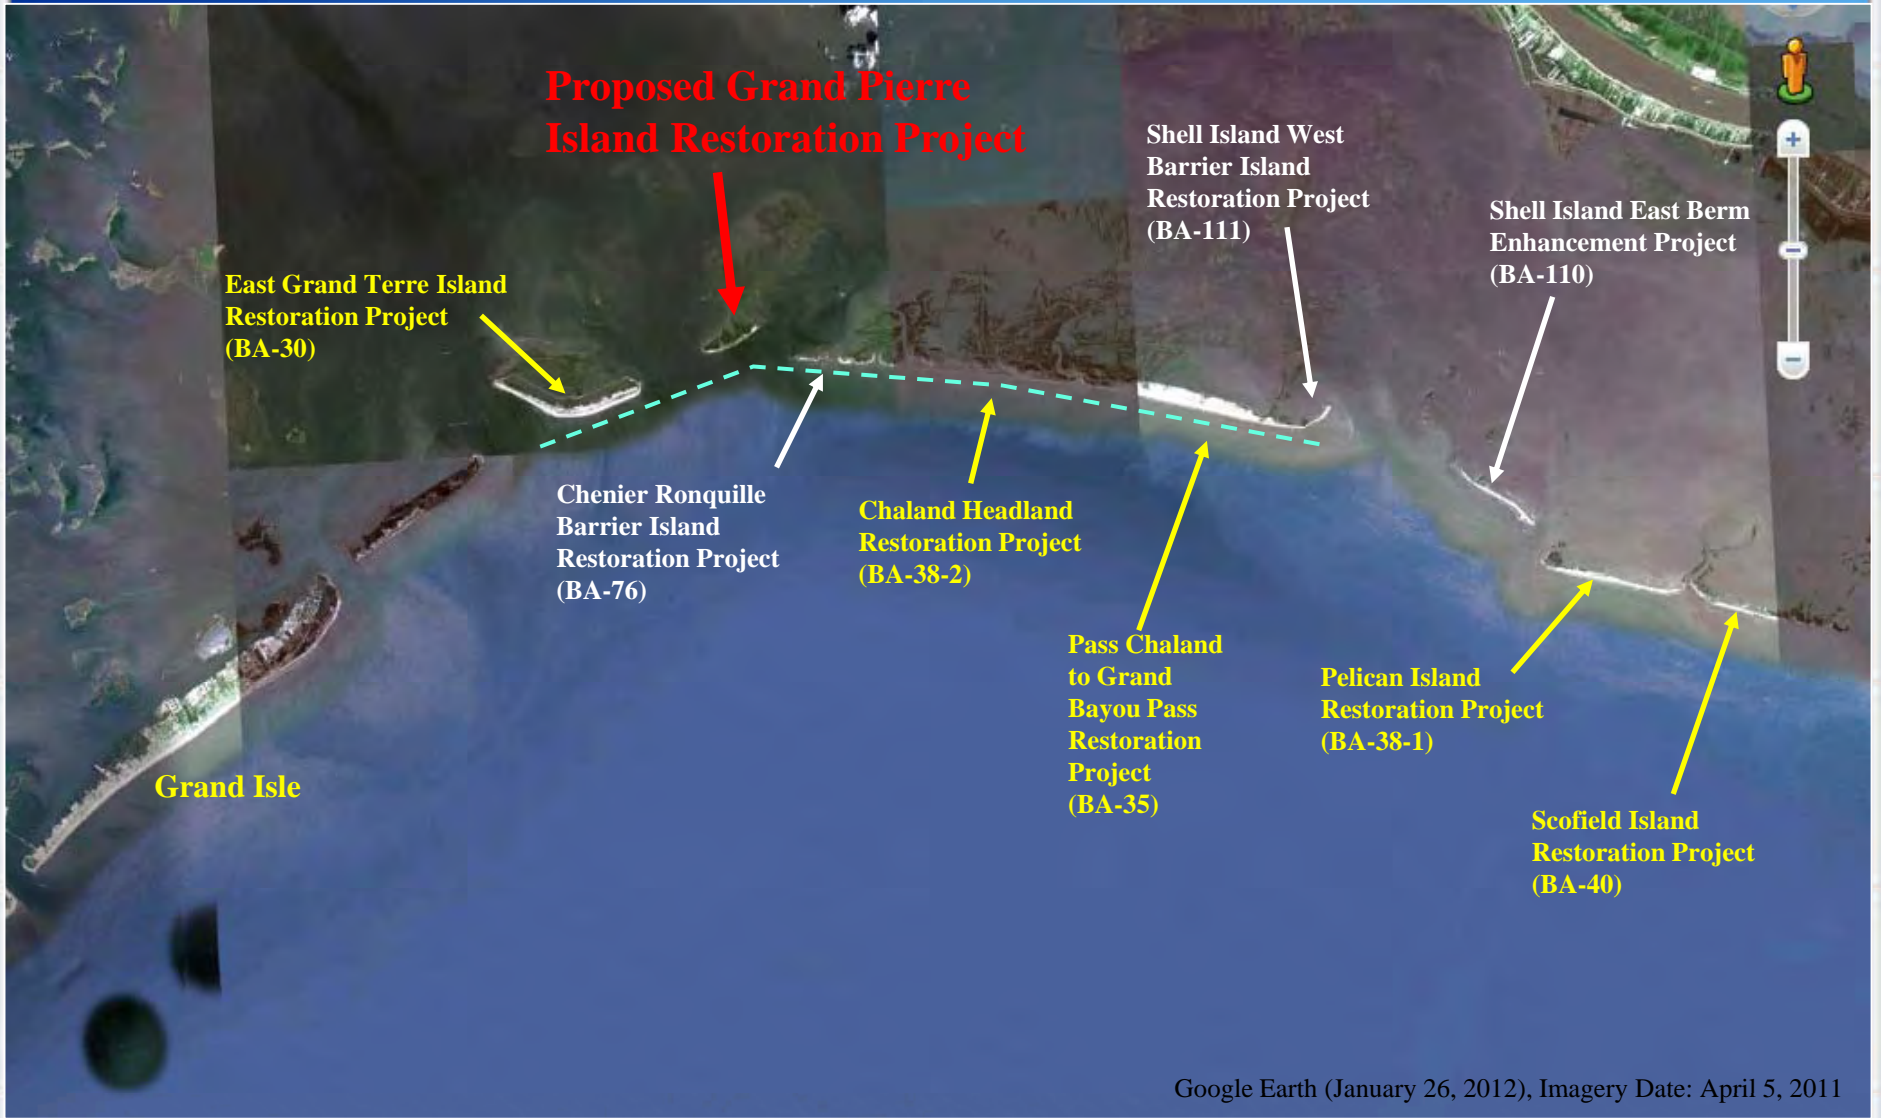 Proposed Grand Pierre
Island Restoration Project
Shell Island West
Barrier Island
Restoration Project
(BA-111)
Shell Island East Berm
Enhancement Project
(BA-110)
East Grand Terre Island
Restoration Project
(BA-30)
Chenier Ronquille
Barrier Island
Restoration Project
(BA-76)
Chaland Headland
Restoration Project
(BA-38-2)
Pass Chaland
to Grand
Bayou Pass
Restoration
Project
(BA-35)
Pelican Island
Restoration Project
(BA-38-1)
Grand Isle
Scofield Island
Restoration Project
(BA-40)
Google Earth (January 26, 2012), Imagery Date: April 5, 2011